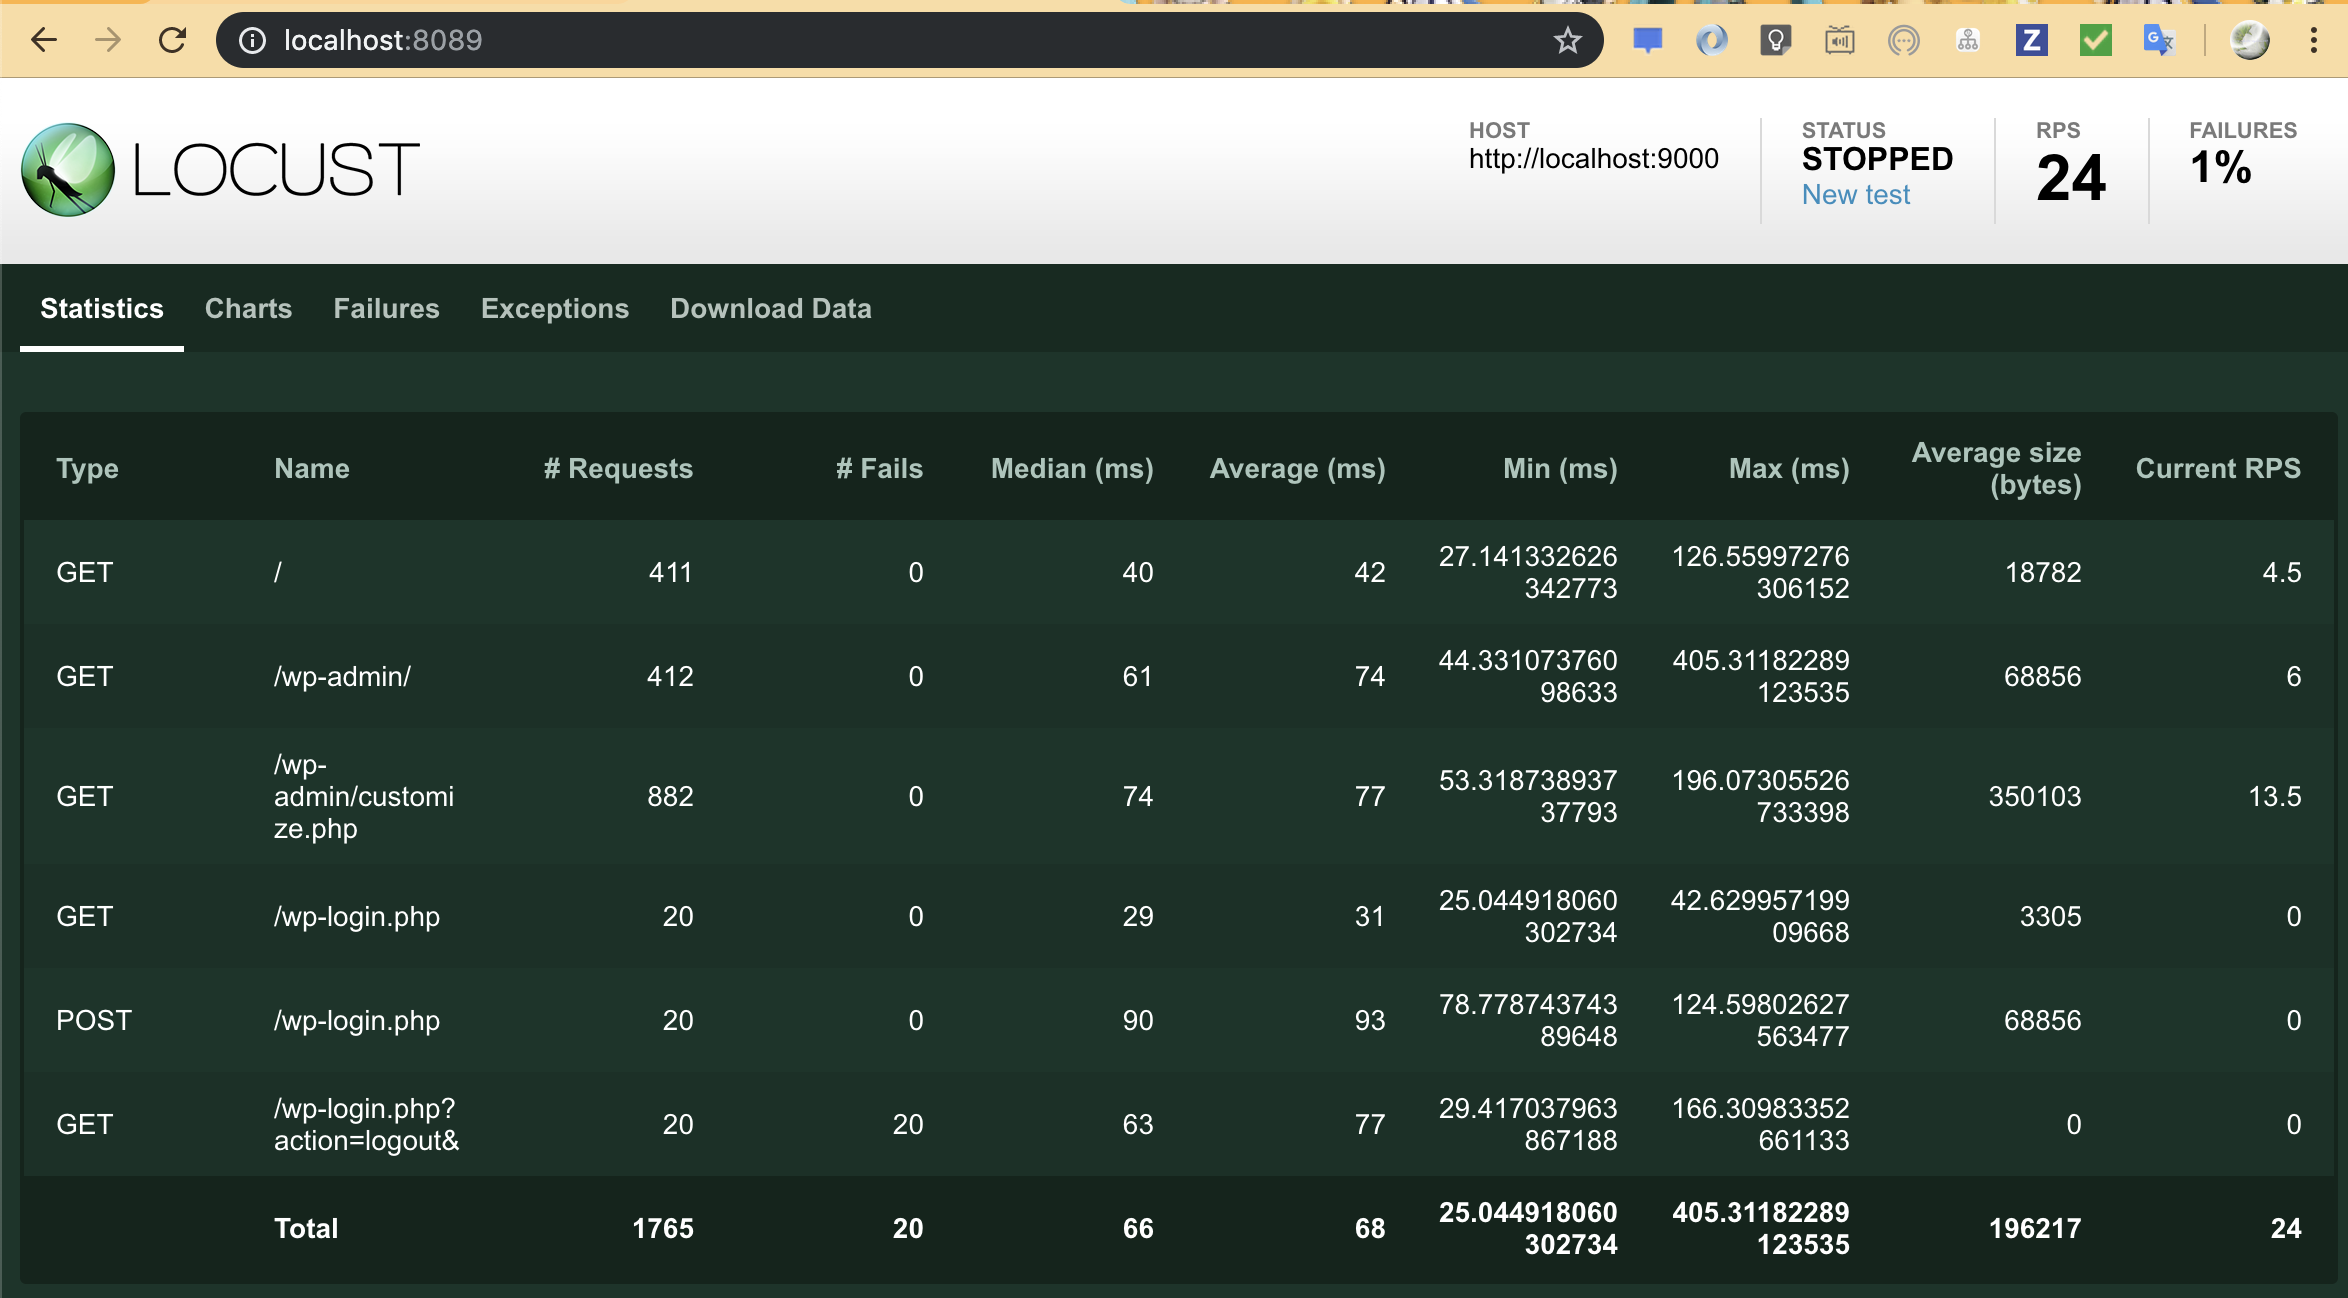 localhost:8089
LOCUST
HOST
http://localhost:9000
STATUS
STOPPED
New test
RPS
24
FAILURES
1%
Statistics Charts Failures Exceptions Download Data
Type Name # Requests # Fails Median (ms) Average (ms) Min (ms) Max (ms) Average size (bytes) Current RPS
GET / 411 0 40 42 27.141332626342773 126.55997276306152 18782 4.5
GET /wp-admin/ 412 0 61 74 44.33107376098633 405.31182289123535 68856 6
GET /wp-admin/customize.php 882 0 74 77 53.31873893737793 196.07305526733398 350103 13.5
GET /wp-login.php 20 0 29 31 25.044918060302734 42.62995719909668 3305 0
POST /wp-login.php 20 0 90 93 78.77874374389648 124.59802627563477 68856 0
GET /wp-login.php?action=logout& 20 20 63 77 29.417037963867188 166.30983352661133 0 0
Total 1765 20 66 68 25.044918060302734 405.31182289123535 196217 24